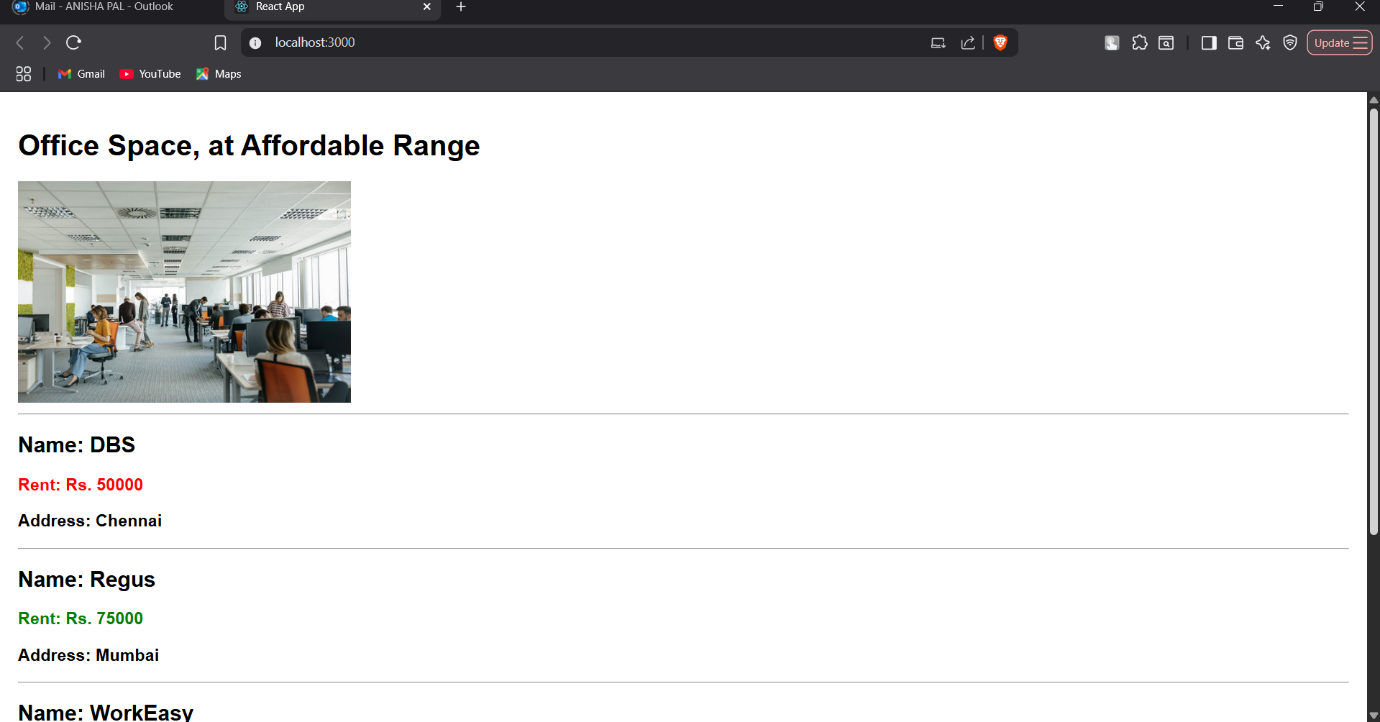 Mail - ANISHA PAL - Outlook
React App
localhost:3000
Update
Gmail
YouTube
Maps
Office Space, at Affordable Range
Name: DBS
Rent: Rs. 50000
Address: Chennai
Name: Regus
Rent: Rs. 75000
Address: Mumbai
Name: WorkEasy